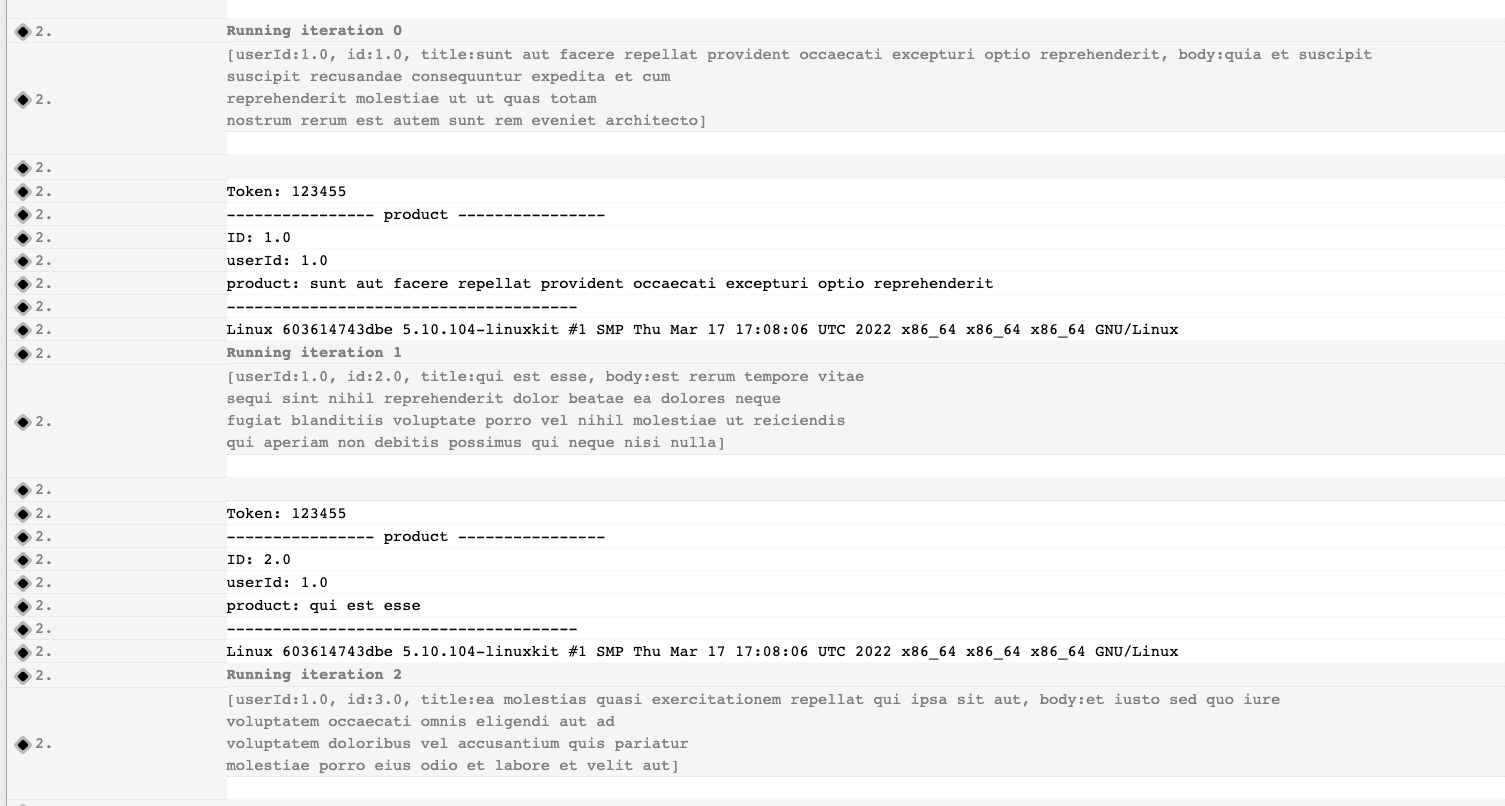 2. Running iteration 0
[userId:1.0, id:1.0, title:sunt aut facere repellat provident occaecati excepturi optio reprehenderit, body:quia et suscipit
suscipit recusandae consequuntur expedita et cum
2. reprehenderit molestiae ut ut quas totam
nostrum rerum est autem sunt rem eveniet architecto]
2.
2. Token: 123455
2. ---------------- product ----------------
2. ID: 1.0
2. userId: 1.0
2. product: sunt aut facere repellat provident occaecati excepturi optio reprehenderit
2. --------------------------------------
2. Linux 603614743dbe 5.10.104-linuxkit #1 SMP Thu Mar 17 17:08:06 UTC 2022 x86_64 x86_64 x86_64 GNU/Linux
2. Running iteration 1
[userId:1.0, id:2.0, title:qui est esse, body:est rerum tempore vitae
sequi sint nihil reprehenderit dolor beatae ea dolores neque
2. fugiat blanditiis voluptate porro vel nihil molestiae ut reiciendis
qui aperiam non debitis possimus qui neque nisi nulla]
2.
2. Token: 123455
2. ---------------- product ----------------
2. ID: 2.0
2. userId: 1.0
2. product: qui est esse
2. --------------------------------------
2. Linux 603614743dbe 5.10.104-linuxkit #1 SMP Thu Mar 17 17:08:06 UTC 2022 x86_64 x86_64 x86_64 GNU/Linux
2. Running iteration 2
[userId:1.0, id:3.0, title:ea molestias quasi exercitationem repellat qui ipsa sit aut, body:et iusto sed quo iure
voluptatem occaecati omnis eligendi aut ad
2. voluptatem doloribus vel accusantium quis pariatur
molestiae porro eius odio et labore et velit aut]